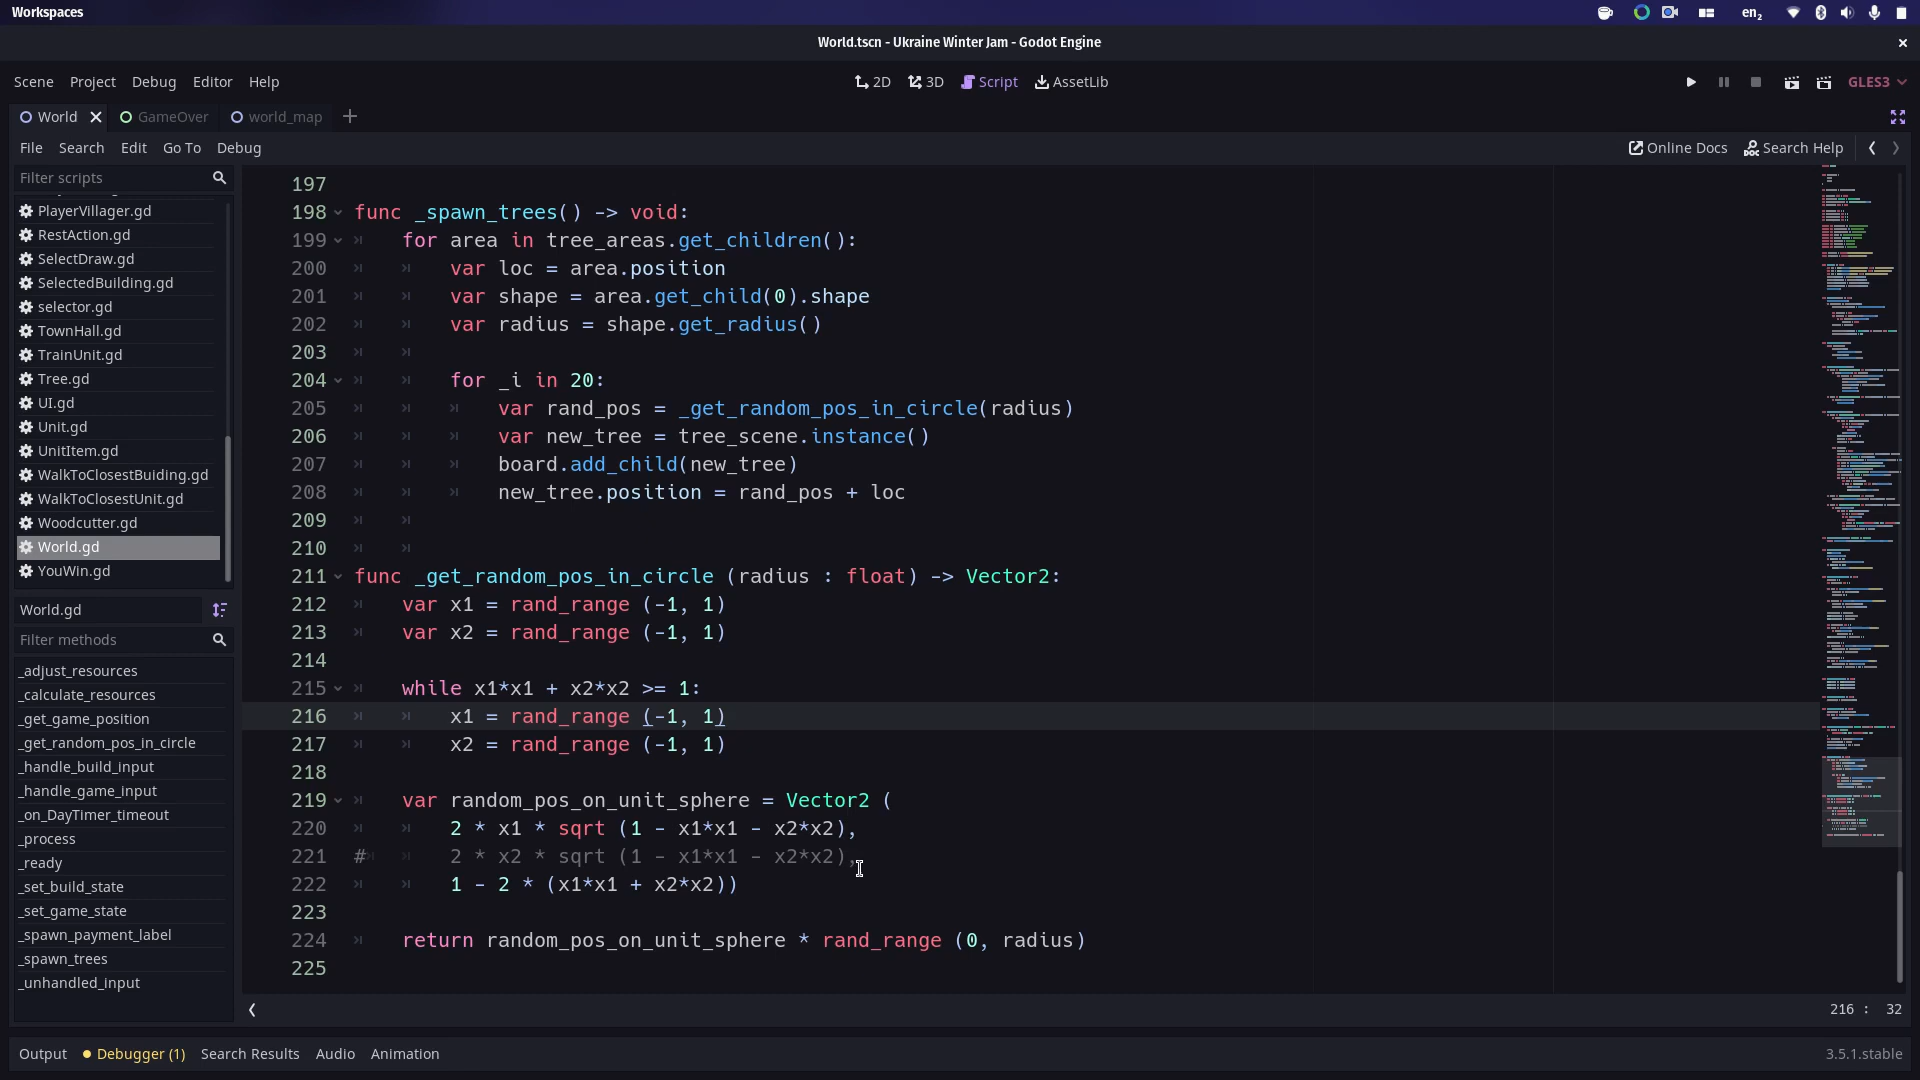 Workspaces
en₂
World.tscn - Ukraine Winter Jam - Godot Engine
Scene Project Debug Editor Help
2D 3D Script AssetLib
GLES3
World GameOver world_map
File Search Edit Go To Debug
Online Docs Search Help
Filter scripts
PlayerVillager.gd
RestAction.gd
SelectDraw.gd
SelectedBuilding.gd
selector.gd
TownHall.gd
TrainUnit.gd
Tree.gd
UI.gd
Unit.gd
UnitItem.gd
WalkToClosestBuiding.gd
WalkToClosestUnit.gd
Woodcutter.gd
World.gd
YouWin.gd
World.gd
Filter methods
_adjust_resources
_calculate_resources
_get_game_position
_get_random_pos_in_circle
_handle_build_input
_handle_game_input
_on_DayTimer_timeout
_process
_ready
_set_build_state
_set_game_state
_spawn_payment_label
_spawn_trees
_unhandled_input
197
198 func _spawn_trees() -> void:
199 for area in tree_areas.get_children():
200 var loc = area.position
201 var shape = area.get_child(0).shape
202 var radius = shape.get_radius()
203
204 for _i in 20:
205 var rand_pos = _get_random_pos_in_circle(radius)
206 var new_tree = tree_scene.instance()
207 board.add_child(new_tree)
208 new_tree.position = rand_pos + loc
209
210
211 func _get_random_pos_in_circle (radius : float) -> Vector2:
212 var x1 = rand_range (-1, 1)
213 var x2 = rand_range (-1, 1)
214
215 while x1*x1 + x2*x2 >= 1:
216 x1 = rand_range (-1, 1)
217 x2 = rand_range (-1, 1)
218
219 var random_pos_on_unit_sphere = Vector2 (
220 2 * x1 * sqrt (1 - x1*x1 - x2*x2),
221 # 2 * x2 * sqrt (1 - x1*x1 - x2*x2),
222 1 - 2 * (x1*x1 + x2*x2))
223
224 return random_pos_on_unit_sphere * rand_range (0, radius)
225
216 : 32
Output Debugger (1) Search Results Audio Animation
3.5.1.stable